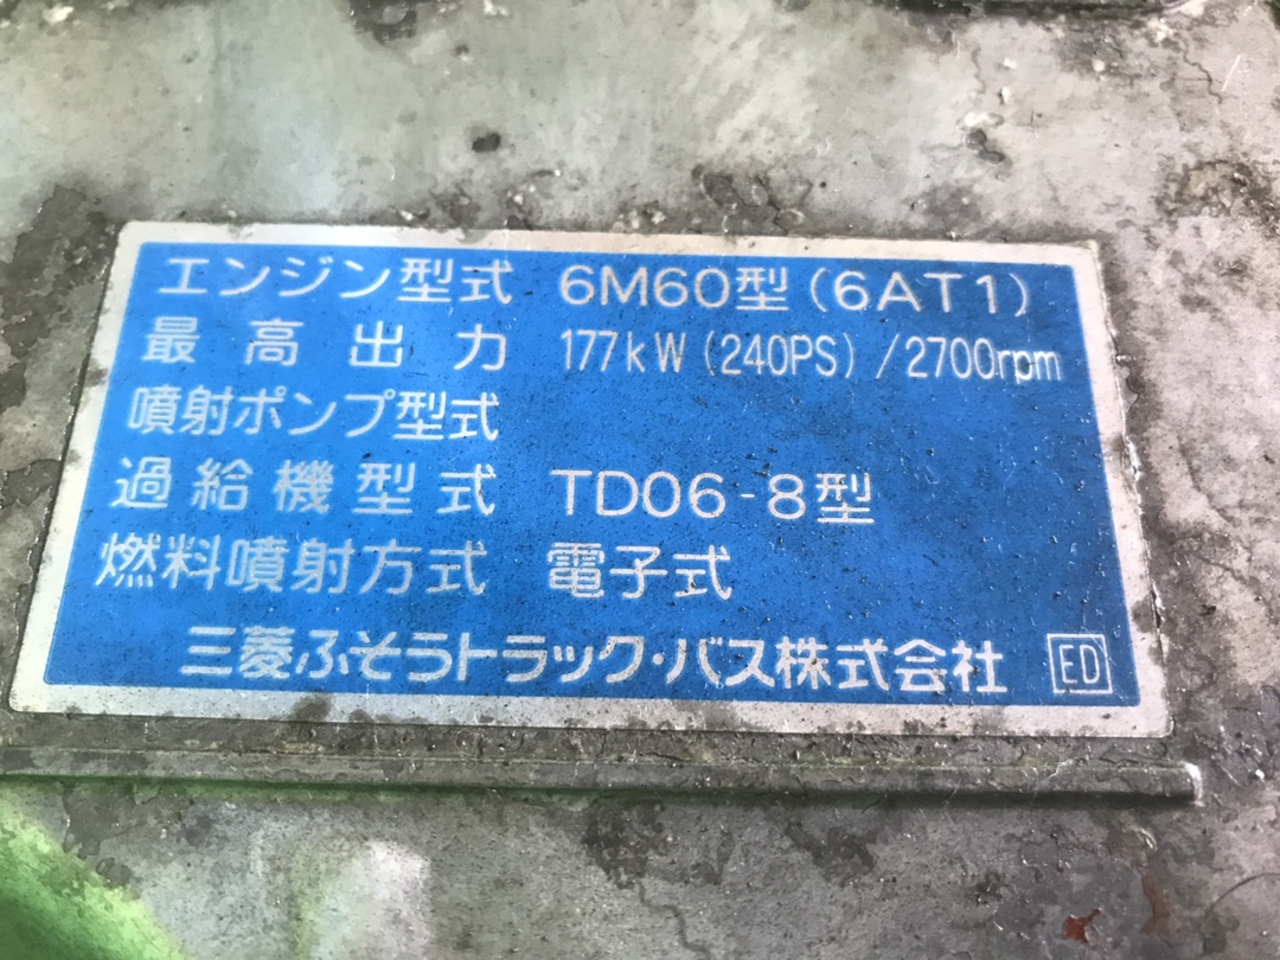 エンジン型式 6M60型(6AT1)
最高出力 177kW(240PS)/2700rpm
噴射ポンプ型式
過給機型式 TD06-8型
燃料噴射方式 電子式
三菱ふそうトラック・バス株式会社 ED